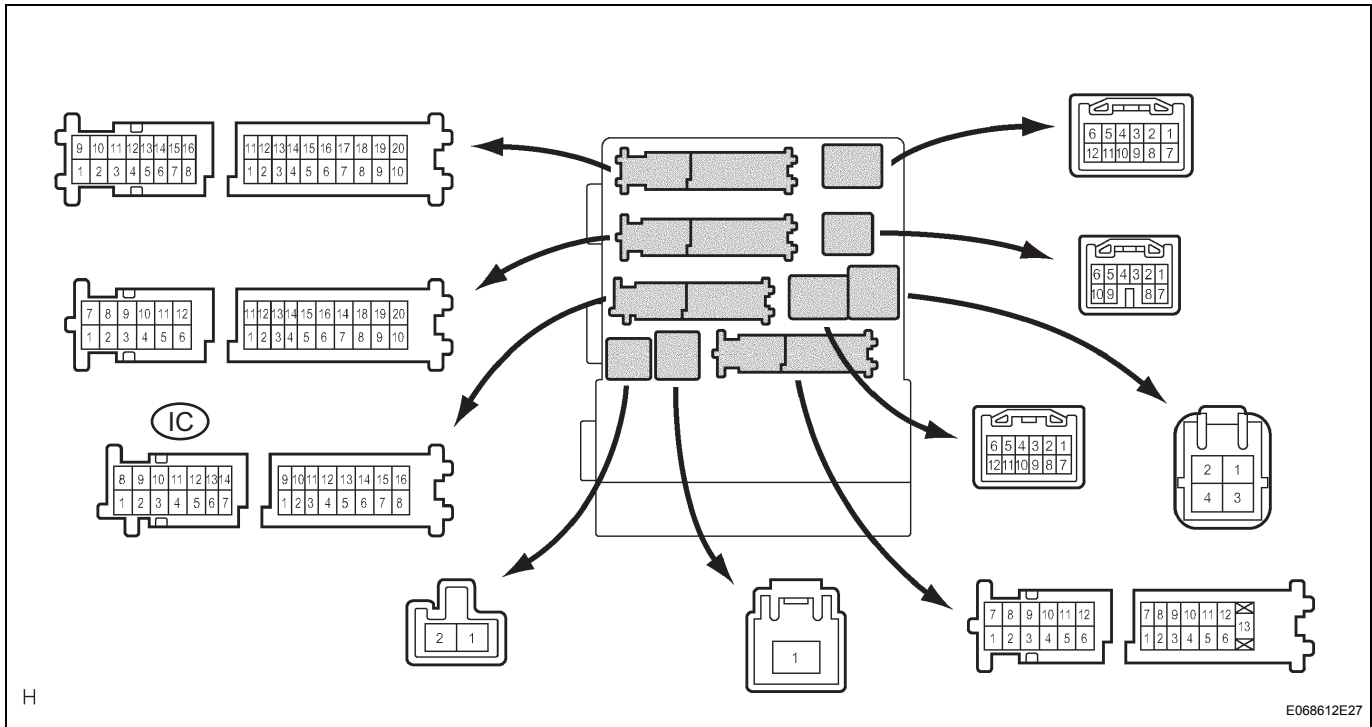 9 10 11 12 13 14 15 16
1 2 3 4 5 6 7 8
11 12 13 14 15 16 17 18 19 20
1 2 3 4 5 6 7 8 9 10
6 5 4 3 2 1
12 11 10 9 8 7
7 8 9 10 11 12
1 2 3 4 5 6
11 12 13 14 15 16 14 18 19 20
1 2 3 4 5 6 7 8 9 10
6 5 4 3 2 1
10 9 8 7
IC
8 9 10 11 12 13 14
1 2 3 4 5 6 7
9 10 11 12 13 14 15 16
1 2 3 4 5 6 7 8
6 5 4 3 2 1
12 11 10 9 8 7
2 1
4 3
2 1
1
7 8 9 10 11 12
1 2 3 4 5 6
7 8 9 10 11 12
13
1 2 3 4 5 6
H
E068612E27